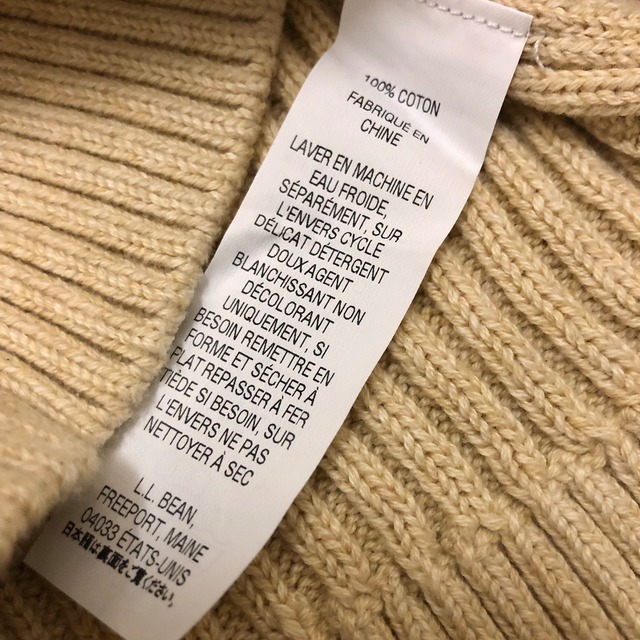 100% COTON
FABRIQUE EN
CHINE
LAVER EN MACHINE EN
EAU FROIDE,
SÉPARÉMENT, SUR
L'ENVERS CYCLE
DÉLICAT DÉTERGENT
DOUX AGENT
BLANCHISSANT NON
DÉCOLORANT
UNIQUEMENT, SI
BESOIN REMETTRE EN
FORME ET SÉCHER À
PLAT REPASSER À FER
TIÈDE SI BESOIN, SUR
L'ENVERS NE PAS
NETTOYER À SEC
L.L. BEAN,
FREEPORT, MAINE
04033 ÉTATS-UNIS
日本語は裏面をご覧ください。